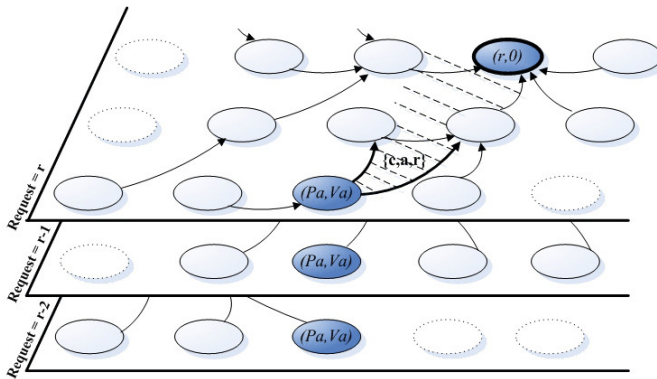 (r,0)
{c,a,r}
(Pa,Va)
Request = r
(Pa,Va)
Request = r-1
(Pa,Va)
Request = r-2